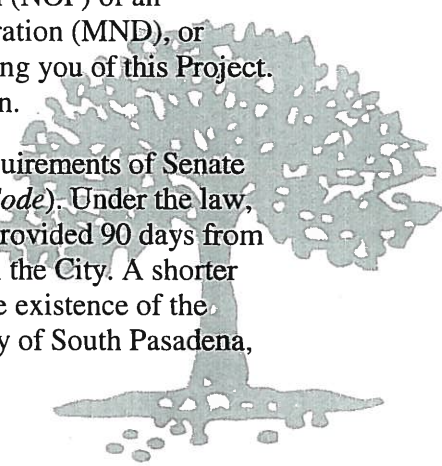 (NOP) of an
ration (MND), or
ng you of this Project.
n.
uirements of Senate
ode). Under the law,
rovided 90 days from
the City. A shorter
e existence of the
y of South Pasadena,